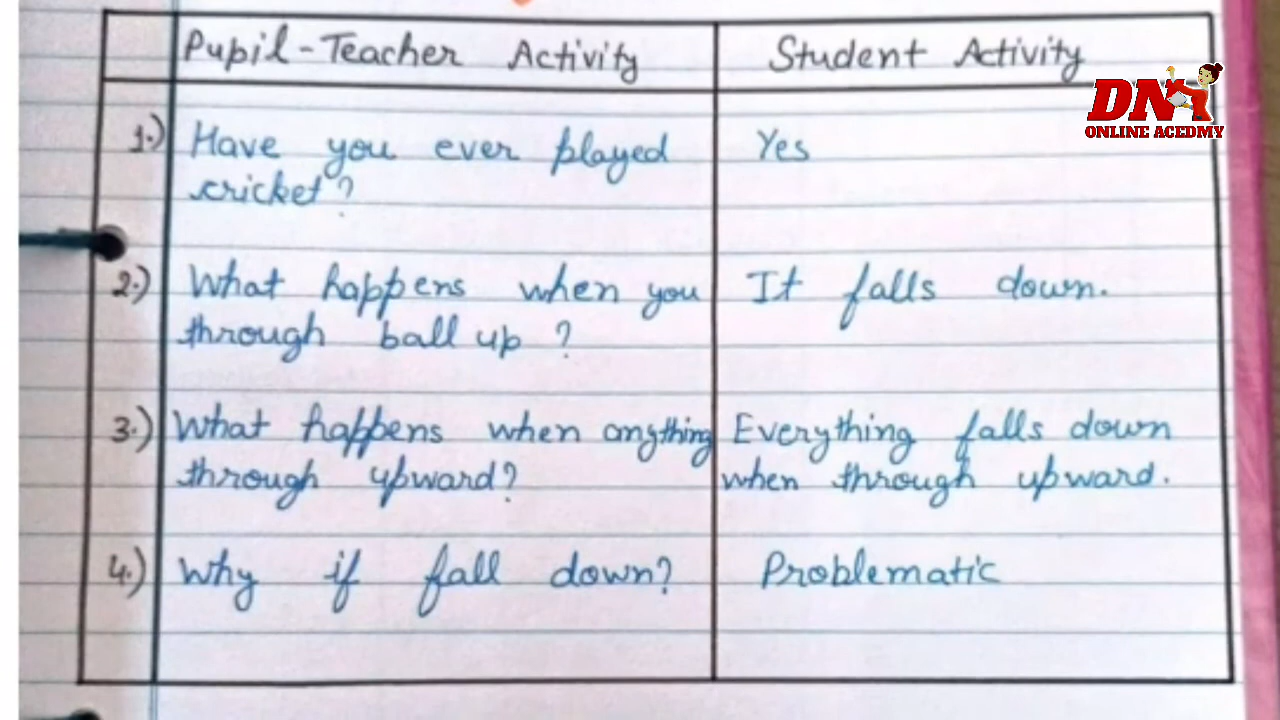 Pupil-Teacher Activity Student Activity
DN
ONLINE ACEDMY
1.) Have you ever played Yes
cricket?
2.) What happens when you It falls down.
through ball up ?
3.) What happens when anything Everything falls down
through upward? when through upward.
4.) Why if fall down? Problematic